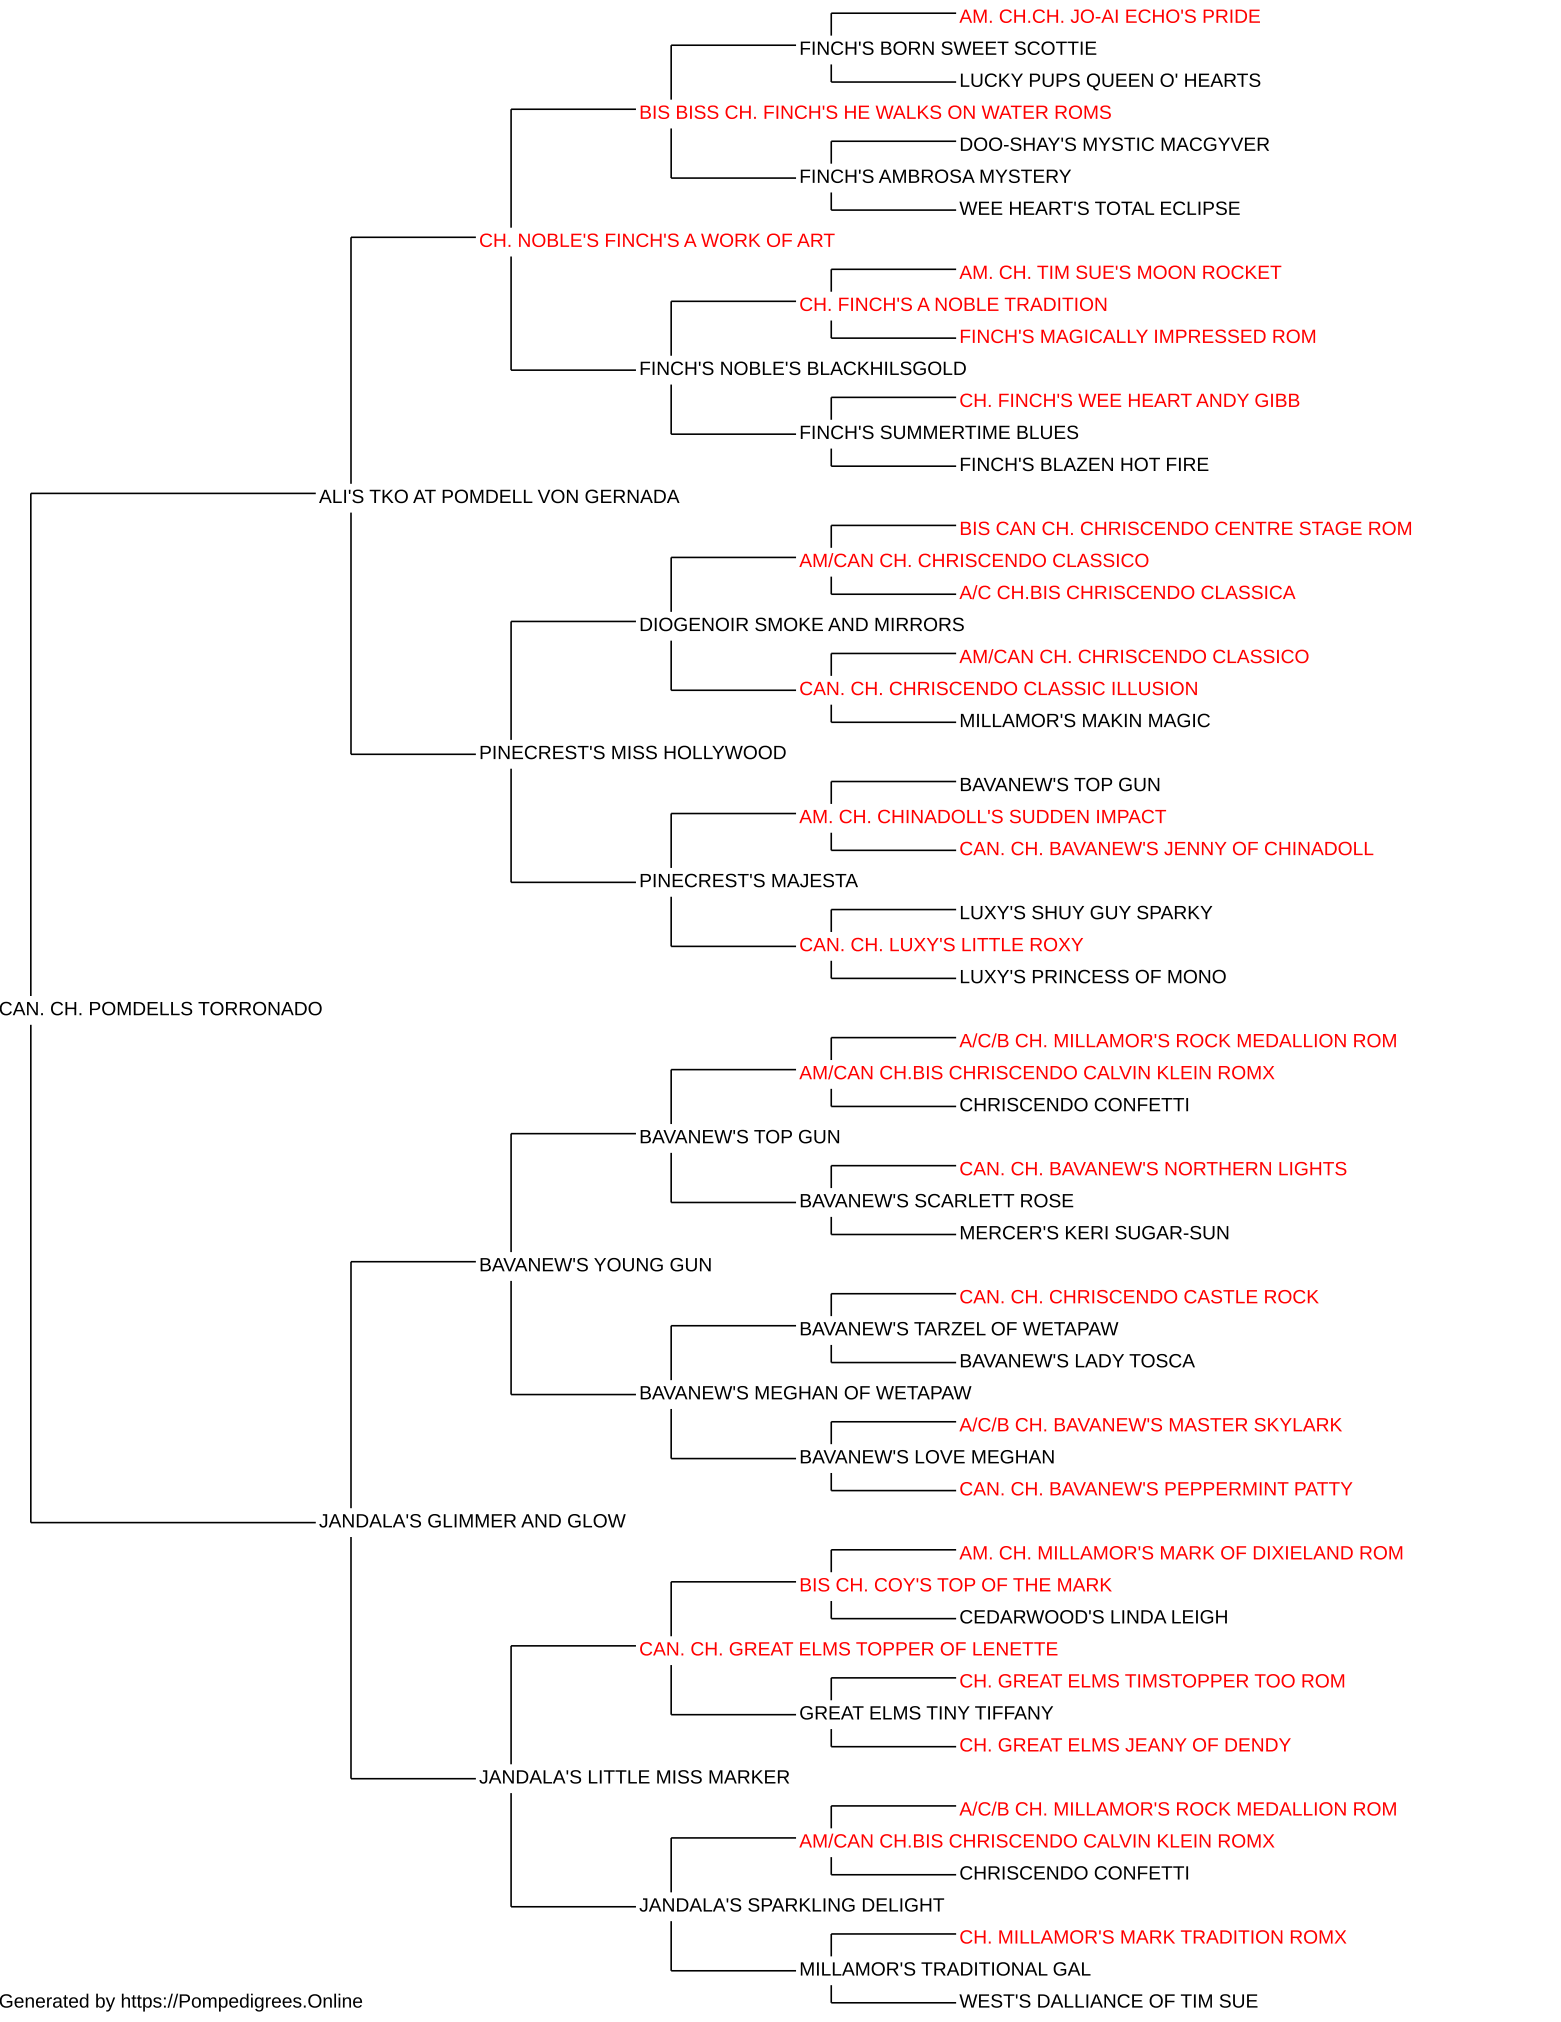 AM. CH.CH. JO-AI ECHO'S PRIDE
FINCH'S BORN SWEET SCOTTIE
LUCKY PUPS QUEEN O' HEARTS
BIS BISS CH. FINCH'S HE WALKS ON WATER ROMS
DOO-SHAY'S MYSTIC MACGYVER
FINCH'S AMBROSA MYSTERY
WEE HEART'S TOTAL ECLIPSE
CH. NOBLE'S FINCH'S A WORK OF ART
AM. CH. TIM SUE'S MOON ROCKET
CH. FINCH'S A NOBLE TRADITION
FINCH'S MAGICALLY IMPRESSED ROM
FINCH'S NOBLE'S BLACKHILSGOLD
CH. FINCH'S WEE HEART ANDY GIBB
FINCH'S SUMMERTIME BLUES
FINCH'S BLAZEN HOT FIRE
ALI'S TKO AT POMDELL VON GERNADA
BIS CAN CH. CHRISCENDO CENTRE STAGE ROM
AM/CAN CH. CHRISCENDO CLASSICO
A/C CH.BIS CHRISCENDO CLASSICA
DIOGENOIR SMOKE AND MIRRORS
AM/CAN CH. CHRISCENDO CLASSICO
CAN. CH. CHRISCENDO CLASSIC ILLUSION
MILLAMOR'S MAKIN MAGIC
PINECREST'S MISS HOLLYWOOD
BAVANEW'S TOP GUN
AM. CH. CHINADOLL'S SUDDEN IMPACT
CAN. CH. BAVANEW'S JENNY OF CHINADOLL
PINECREST'S MAJESTA
LUXY'S SHUY GUY SPARKY
CAN. CH. LUXY'S LITTLE ROXY
LUXY'S PRINCESS OF MONO
CAN. CH. POMDELLS TORRONADO
A/C/B CH. MILLAMOR'S ROCK MEDALLION ROM
AM/CAN CH.BIS CHRISCENDO CALVIN KLEIN ROMX
CHRISCENDO CONFETTI
BAVANEW'S TOP GUN
CAN. CH. BAVANEW'S NORTHERN LIGHTS
BAVANEW'S SCARLETT ROSE
MERCER'S KERI SUGAR-SUN
BAVANEW'S YOUNG GUN
CAN. CH. CHRISCENDO CASTLE ROCK
BAVANEW'S TARZEL OF WETAPAW
BAVANEW'S LADY TOSCA
BAVANEW'S MEGHAN OF WETAPAW
A/C/B CH. BAVANEW'S MASTER SKYLARK
BAVANEW'S LOVE MEGHAN
CAN. CH. BAVANEW'S PEPPERMINT PATTY
JANDALA'S GLIMMER AND GLOW
AM. CH. MILLAMOR'S MARK OF DIXIELAND ROM
BIS CH. COY'S TOP OF THE MARK
CEDARWOOD'S LINDA LEIGH
CAN. CH. GREAT ELMS TOPPER OF LENETTE
CH. GREAT ELMS TIMSTOPPER TOO ROM
GREAT ELMS TINY TIFFANY
CH. GREAT ELMS JEANY OF DENDY
JANDALA'S LITTLE MISS MARKER
A/C/B CH. MILLAMOR'S ROCK MEDALLION ROM
AM/CAN CH.BIS CHRISCENDO CALVIN KLEIN ROMX
CHRISCENDO CONFETTI
JANDALA'S SPARKLING DELIGHT
CH. MILLAMOR'S MARK TRADITION ROMX
MILLAMOR'S TRADITIONAL GAL
WEST'S DALLIANCE OF TIM SUE
Generated by https://Pompedigrees.Online